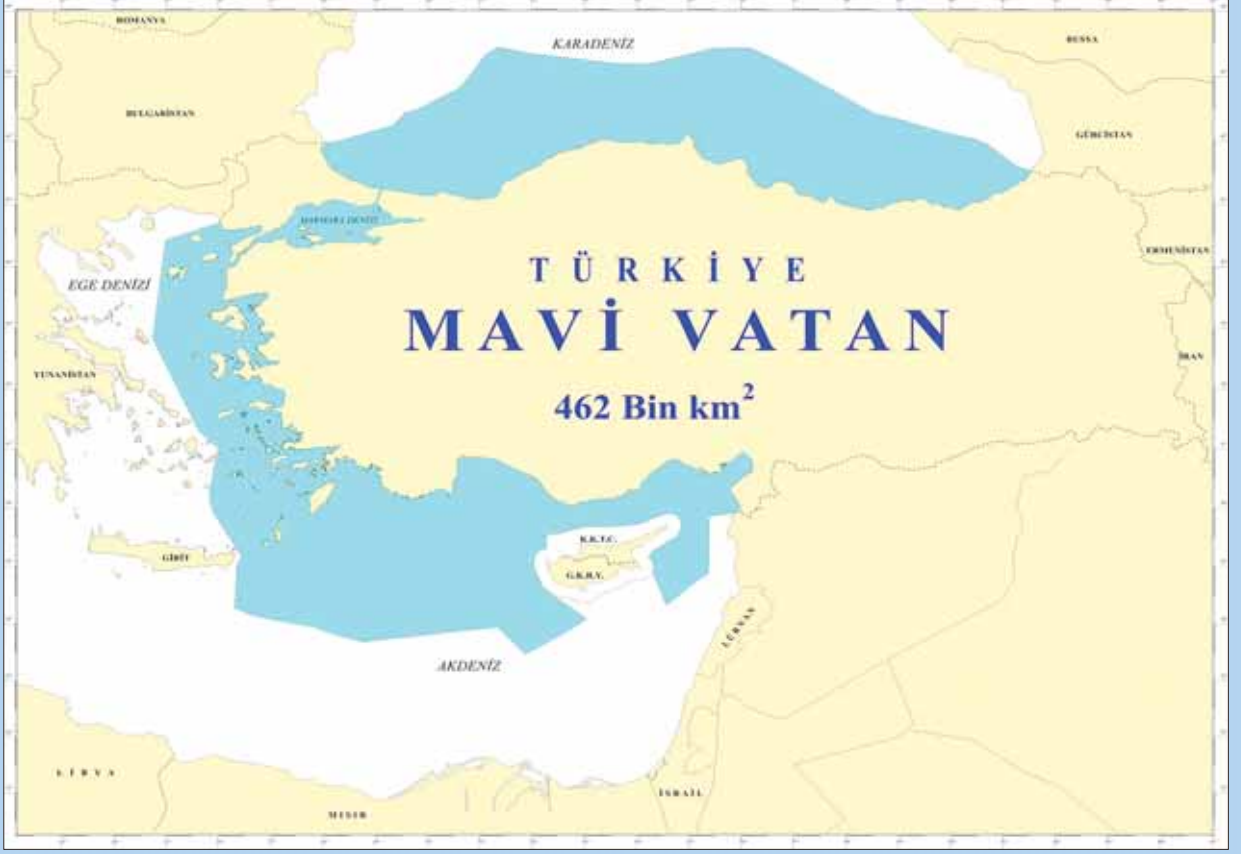 ROMANYA
KARADENİZ
RUSYA
BULGARİSTAN
GÜRCİSTAN
MARMARA DENİZİ
ERMENİSTAN
TÜRKİYE
EGE DENİZİ
MAVİ VATAN
İRAN
YUNANİSTAN
462 Bin km²
K.K.T.C.
GİRİT
G.K.R.Y.
LÜBNAN
AKDENİZ
LİBYA
İSRAİL
MISIR